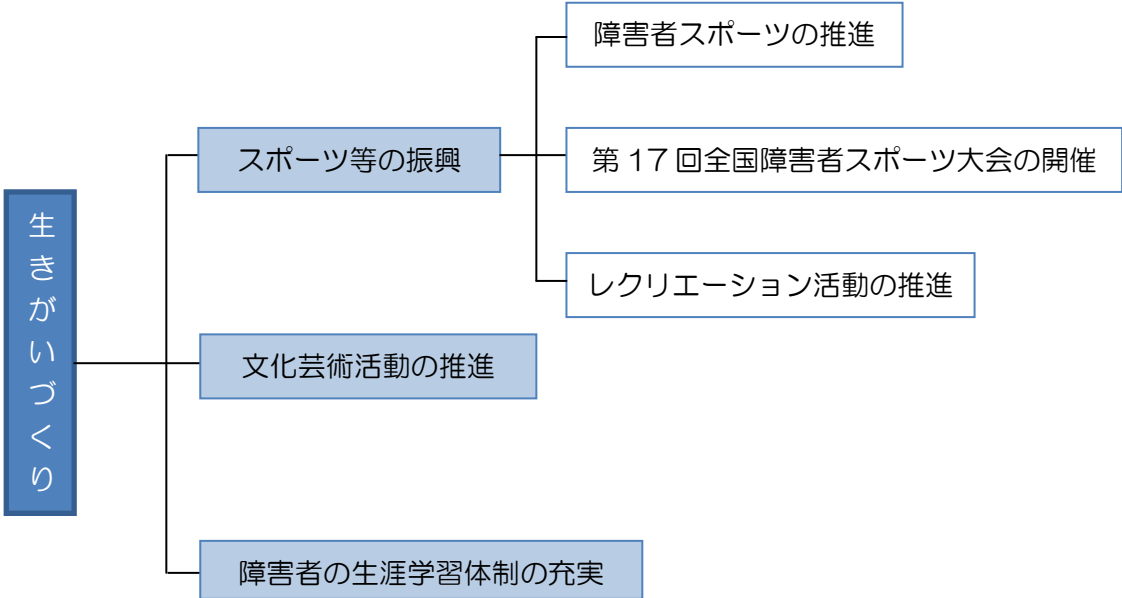 生きがいづくり
スポーツ等の振興
障害者スポーツの推進
第 17 回全国障害者スポーツ大会の開催
レクリエーション活動の推進
文化芸術活動の推進
障害者の生涯学習体制の充実